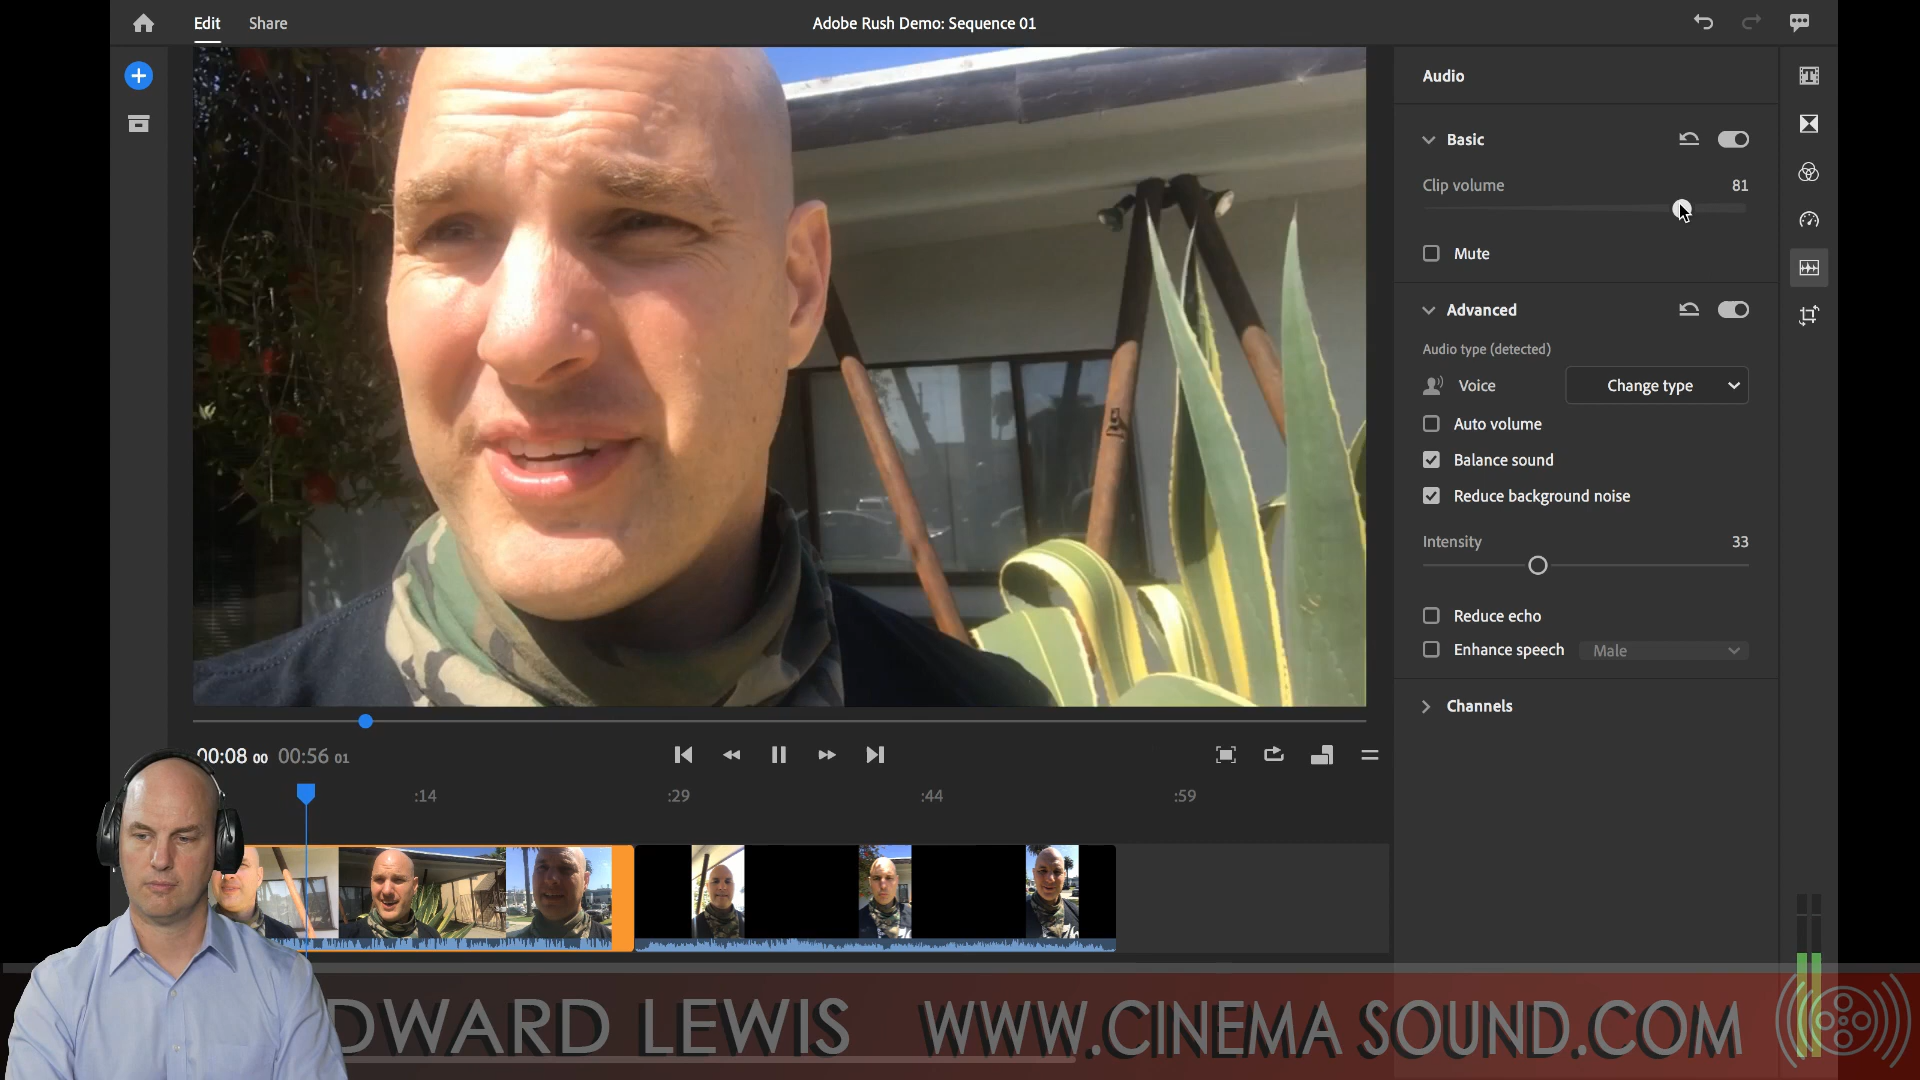 Edit
Share
Adobe Rush Demo: Sequence 01
Audio
Basic
Clip volume
81
Mute
Advanced
Audio type (detected)
Voice
Change type
Auto volume
Balance sound
Reduce background noise
Intensity
33
Reduce echo
Enhance speech
Male
Channels
00:08 00
00:56 01
:14
:29
:44
:59
DWARD LEWIS
WWW.CINEMA SOUND.COM